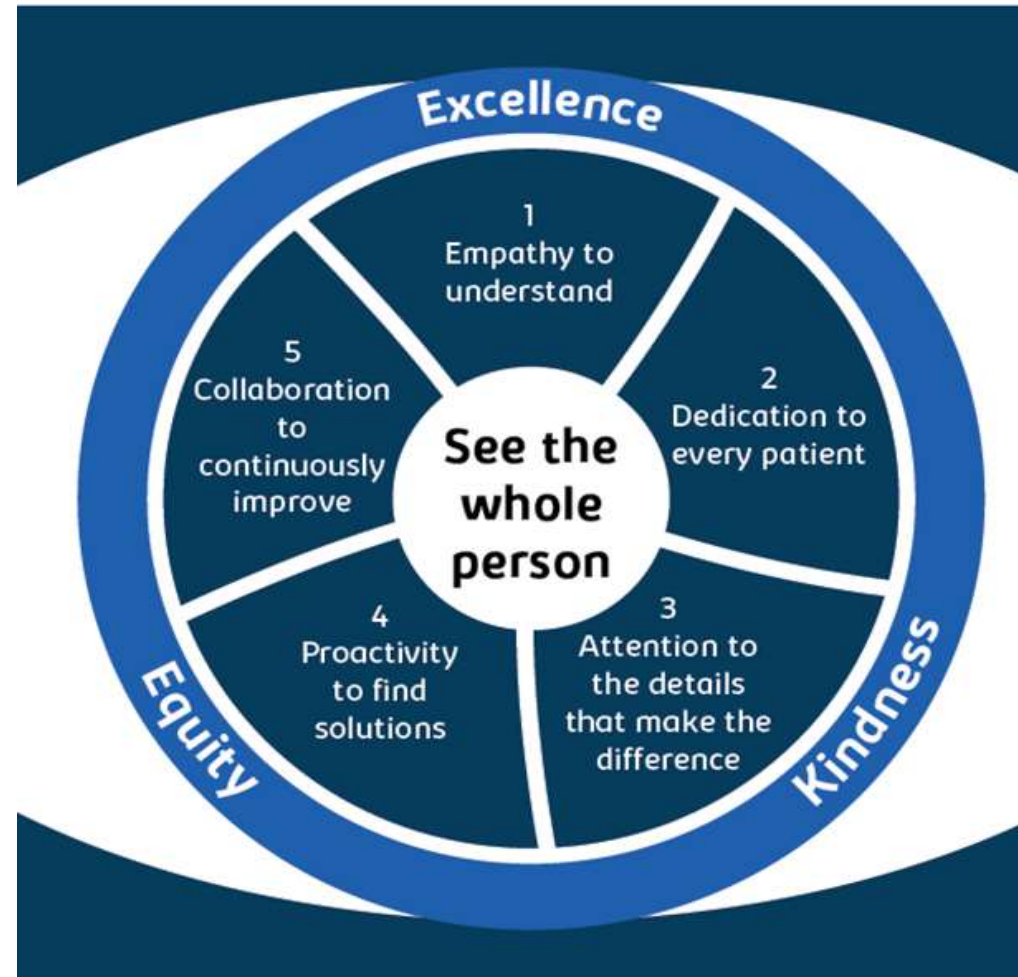 Excellence
1
Empathy to
understand
2
Dedication to
every patient
3
Attention to
the details
that make the
difference
4
Proactivity
to find
solutions
5
Collaboration
to
continuously
improve
See the
whole
person
Equity
Kindness